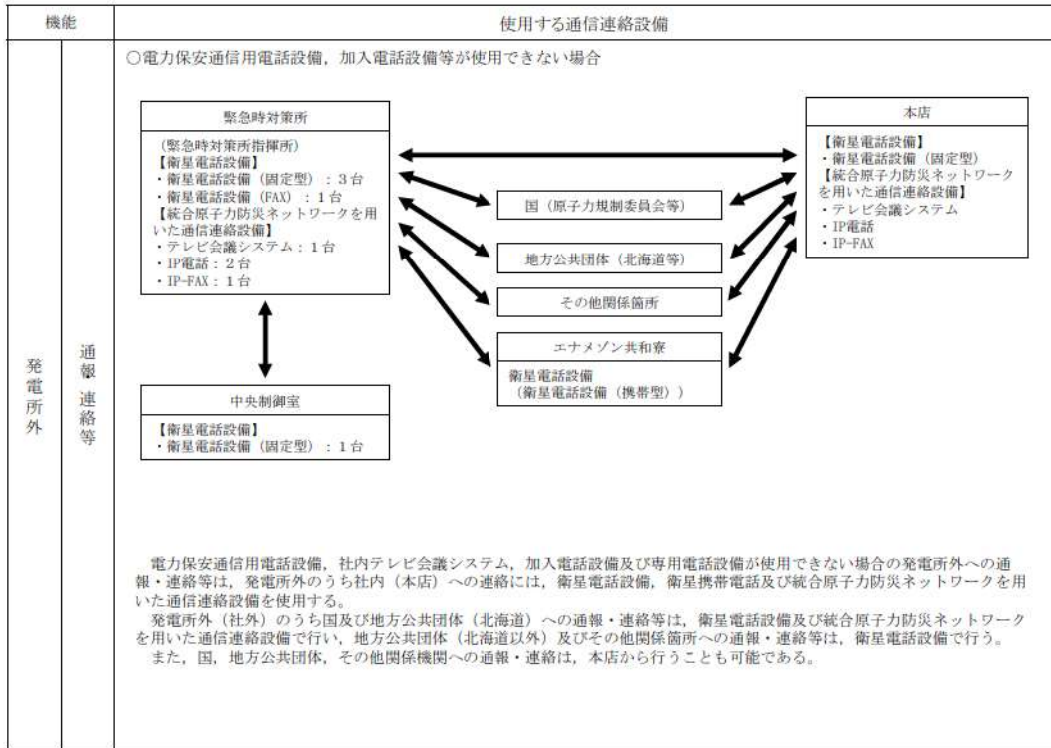 機能
使用する通信連絡設備
発電所外
通報・連絡等
○電力保安通信用電話設備，加入電話設備等が使用できない場合
緊急時対策所
(緊急時対策所指揮所)
【衛星電話設備】
・衛星電話設備（固定型）：３台
・衛星電話設備（FAX）：１台
【統合原子力防災ネットワークを用
いた通信連絡設備】
・テレビ会議システム：１台
・IP電話：２台
・IP-FAX：１台
中央制御室
【衛星電話設備】
・衛星電話設備（固定型）：１台
国（原子力規制委員会等）
地方公共団体（北海道等）
その他関係箇所
エナメゾン共和寮
衛星電話設備
（衛星電話設備（携帯型））
本店
【衛星電話設備】
・衛星電話設備（固定型）
【統合原子力防災ネットワーク
を用いた通信連絡設備】
・テレビ会議システム
・IP電話
・IP-FAX
電力保安通信用電話設備，社内テレビ会議システム，加入電話設備及び専用電話設備が使用できない場合の発電所外への通
報・連絡等は，発電所外のうち社内（本店）への連絡には，衛星電話設備，衛星携帯電話及び統合原子力防災ネットワークを用
いた通信連絡設備を使用する。
発電所外（社外）のうち国及び地方公共団体（北海道）への通報・連絡等は，衛星電話設備及び統合原子力防災ネットワーク
を用いた通信連絡設備で行い，地方公共団体（北海道以外）及びその他関係箇所への通報・連絡等は，衛星電話設備で行う。
また，国，地方公共団体，その他関係機関への通報・連絡は，本店から行うことも可能である。